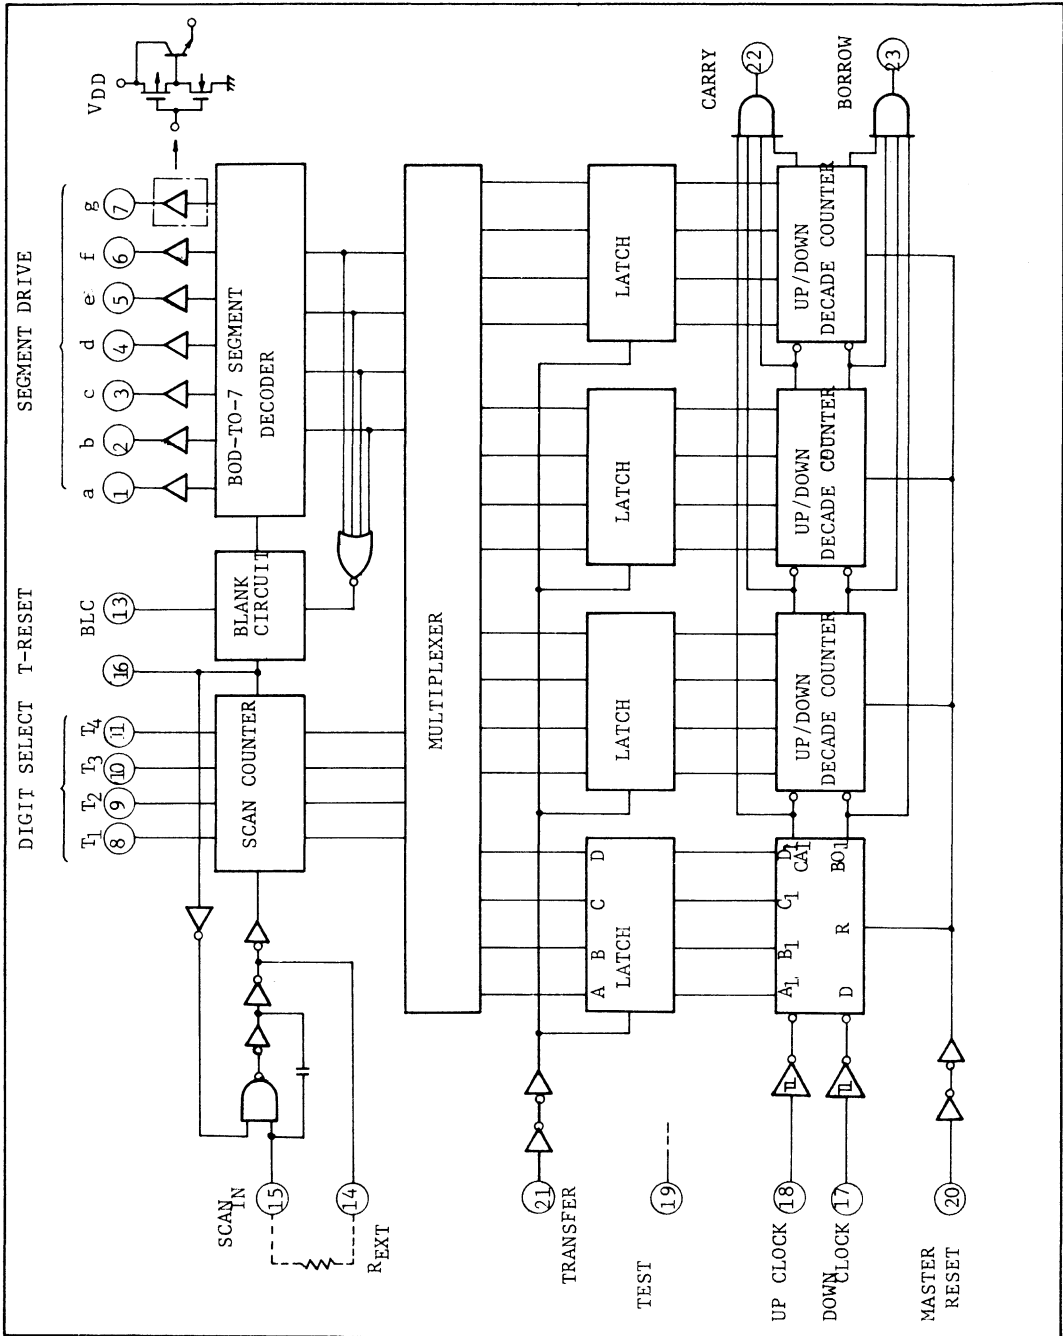 SEGMENT DRIVE
a b c d e f g
1 2 3 4 5 6 7
VDD
DIGIT SELECT
T-RESET
BLC
T1 T2 T3 T4
8 9 10 11
16
13
SCAN COUNTER
BLANK
CIRCUIT
BOD-TO-7 SEGMENT
DECODER
SCAN
IN
15
14
REXT
MULTIPLEXER
21
TRANSFER
A B C D
LATCH
LATCH
LATCH
LATCH
19
TEST
CARRY
22
BORROW
23
UP CLOCK
18
DOWN
CLOCK
17
A1 B1 C1 D1
CA1
D R
BO1
UP/DOWN
DECADE COUNTER
UP/DOWN
DECADE COUNTER
UP/DOWN
DECADE COUNTER
20
MASTER
RESET